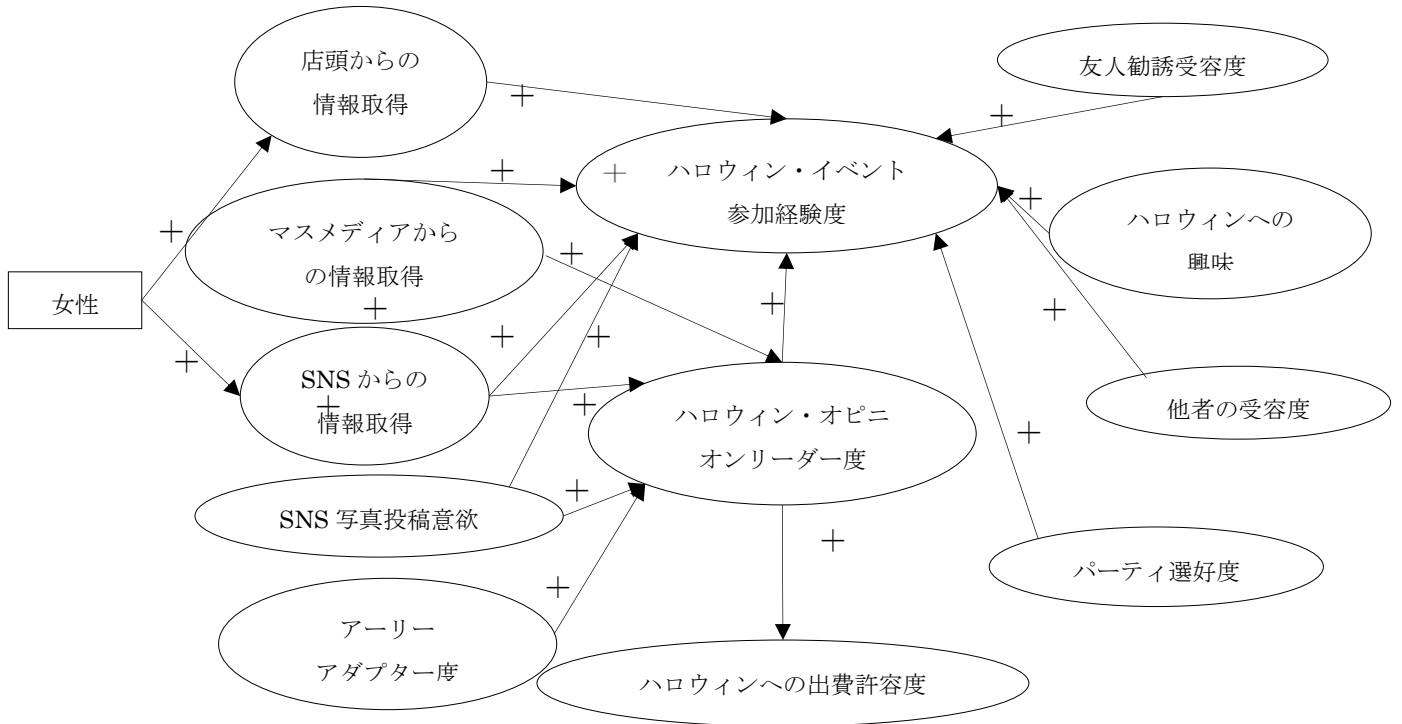 店頭からの
情報取得
友人勧誘受容度
+
+
ハロウィン・イベント
参加経験度
+
+
+
ハロウィンへの
興味
マスメディアから
の情報取得
+
+
女性
+
+
+
+
+
+
+
SNS からの
情報取得
+
+
ハロウィン・オピニ
オンリーダー度
他者の受容度
+
SNS 写真投稿意欲
+
+
パーティ選好度
アーリー
アダプター度
+
ハロウィンへの出費許容度